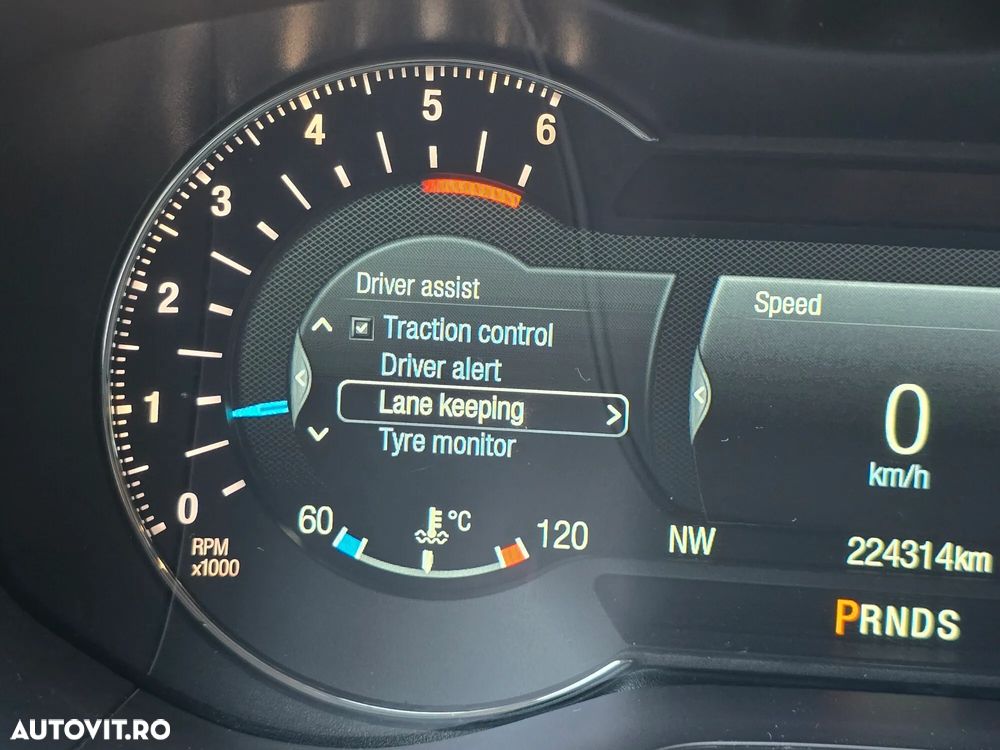 5
4
6
3
2
1
0
RPM
x1000
Driver assist
Traction control
Driver alert
Lane keeping
Tyre monitor
60
°C
120
Speed
0
km/h
NW
224314km
PRNDS
AUTOVIT.RO